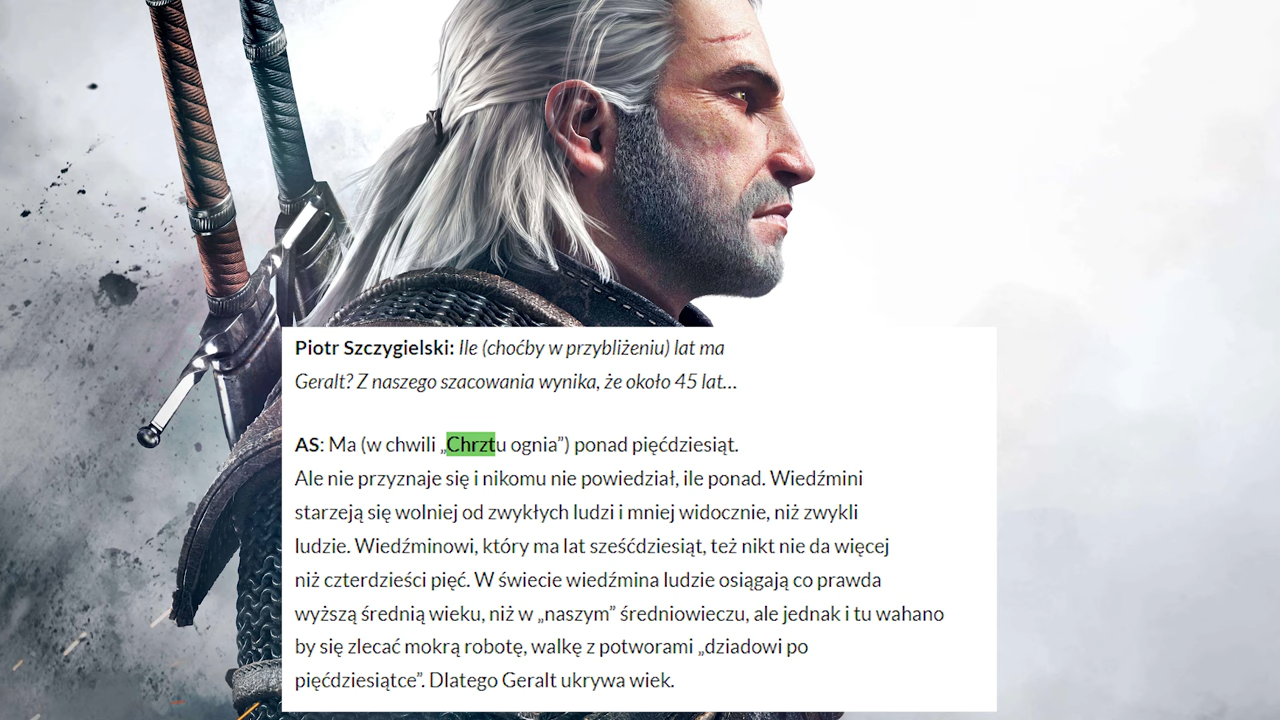 Piotr Szczygielski: Ile (choćby w przybliżeniu) lat ma
Geralt? Z naszego szacowania wynika, że około 45 lat...
AS: Ma (w chwili „Chrztu ognia”) ponad pięćdziesiąt.
Ale nie przyznaje się i nikomu nie powiedział, ile ponad. Wiedźmini
starzeją się wolniej od zwykłych ludzi i mniej widocznie, niż zwykli
ludzie. Wiedźminowi, który ma lat sześćdziesiąt, też nikt nie da więcej
niż czterdzieści pięć. W świecie wiedźmina ludzie osiągają co prawda
wyższą średnią wieku, niż w „naszym” średniowieczu, ale jednak i tu wahano
by się zlecać mokrą robotę, walkę z potworami „dziadowi po
pięćdziesiątce”. Dlatego Geralt ukrywa wiek.